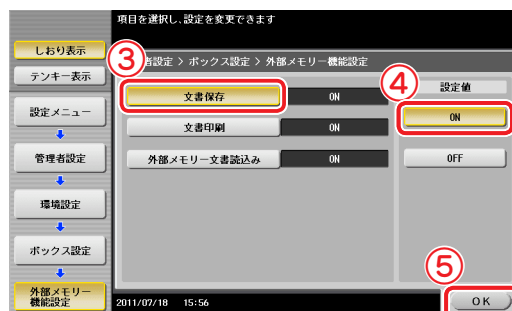 項目を選択し、設定を変更できます
しおり表示
テンキー表示
設定メニュー
管理者設定
環境設定
ボックス設定
外部メモリー
機能設定
③
者設定 > ボックス設定 > 外部メモリー機能設定
文書保存 ON
文書印刷 ON
外部メモリー文書読込み ON
④
設定値
ON
OFF
⑤
2011/07/18 15:56
OK